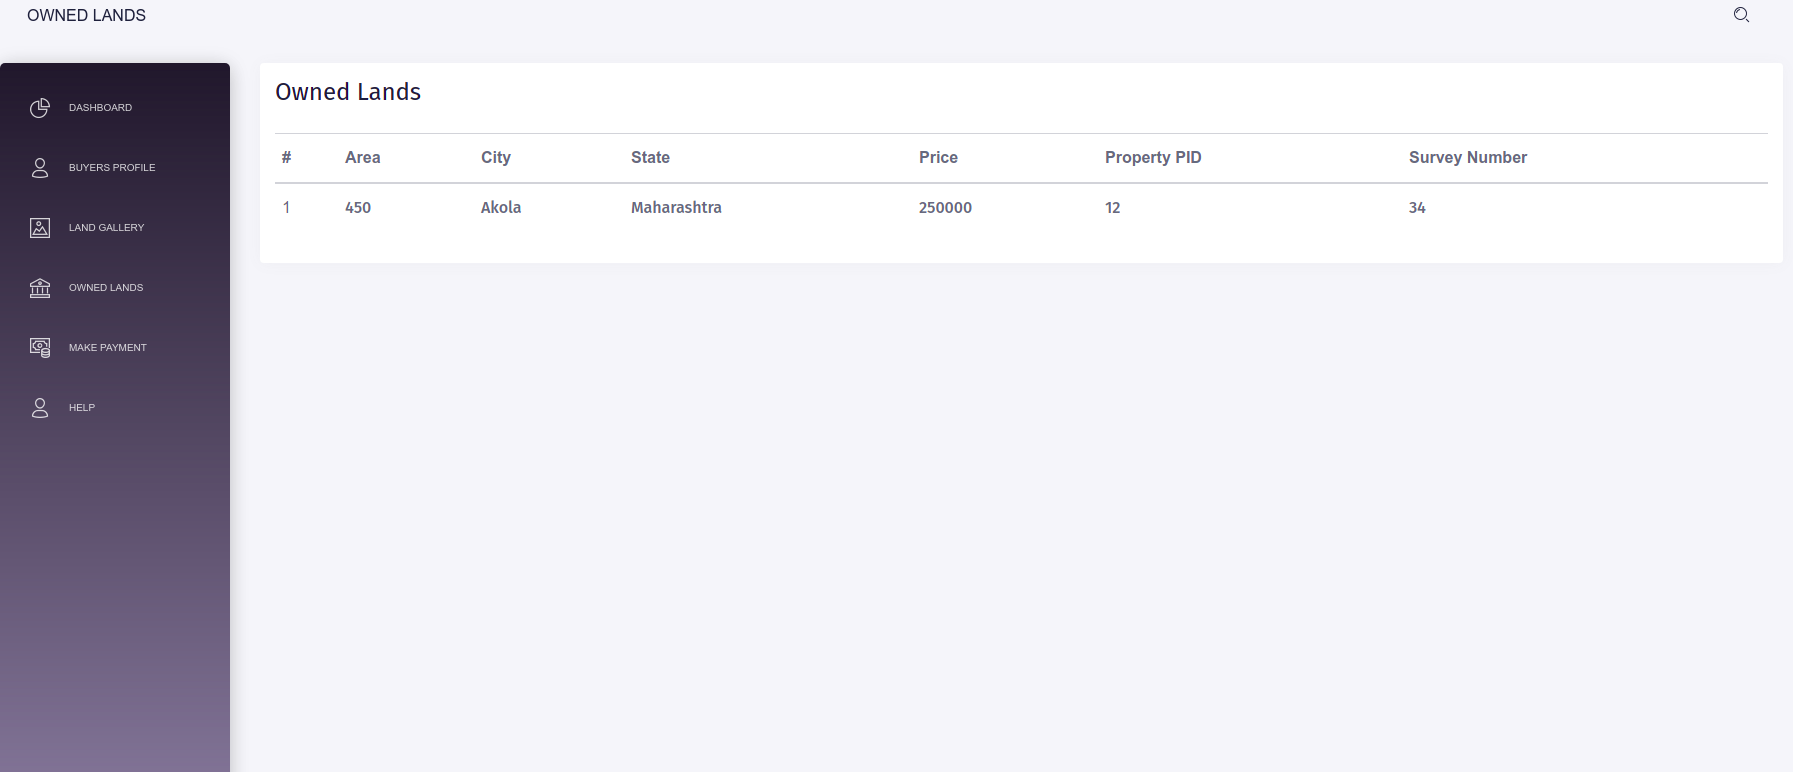 OWNED LANDS
DASHBOARD
BUYERS PROFILE
LAND GALLERY
OWNED LANDS
MAKE PAYMENT
HELP
Owned Lands
# Area City State Price Property PID Survey Number
1 450 Akola Maharashtra 250000 12 34